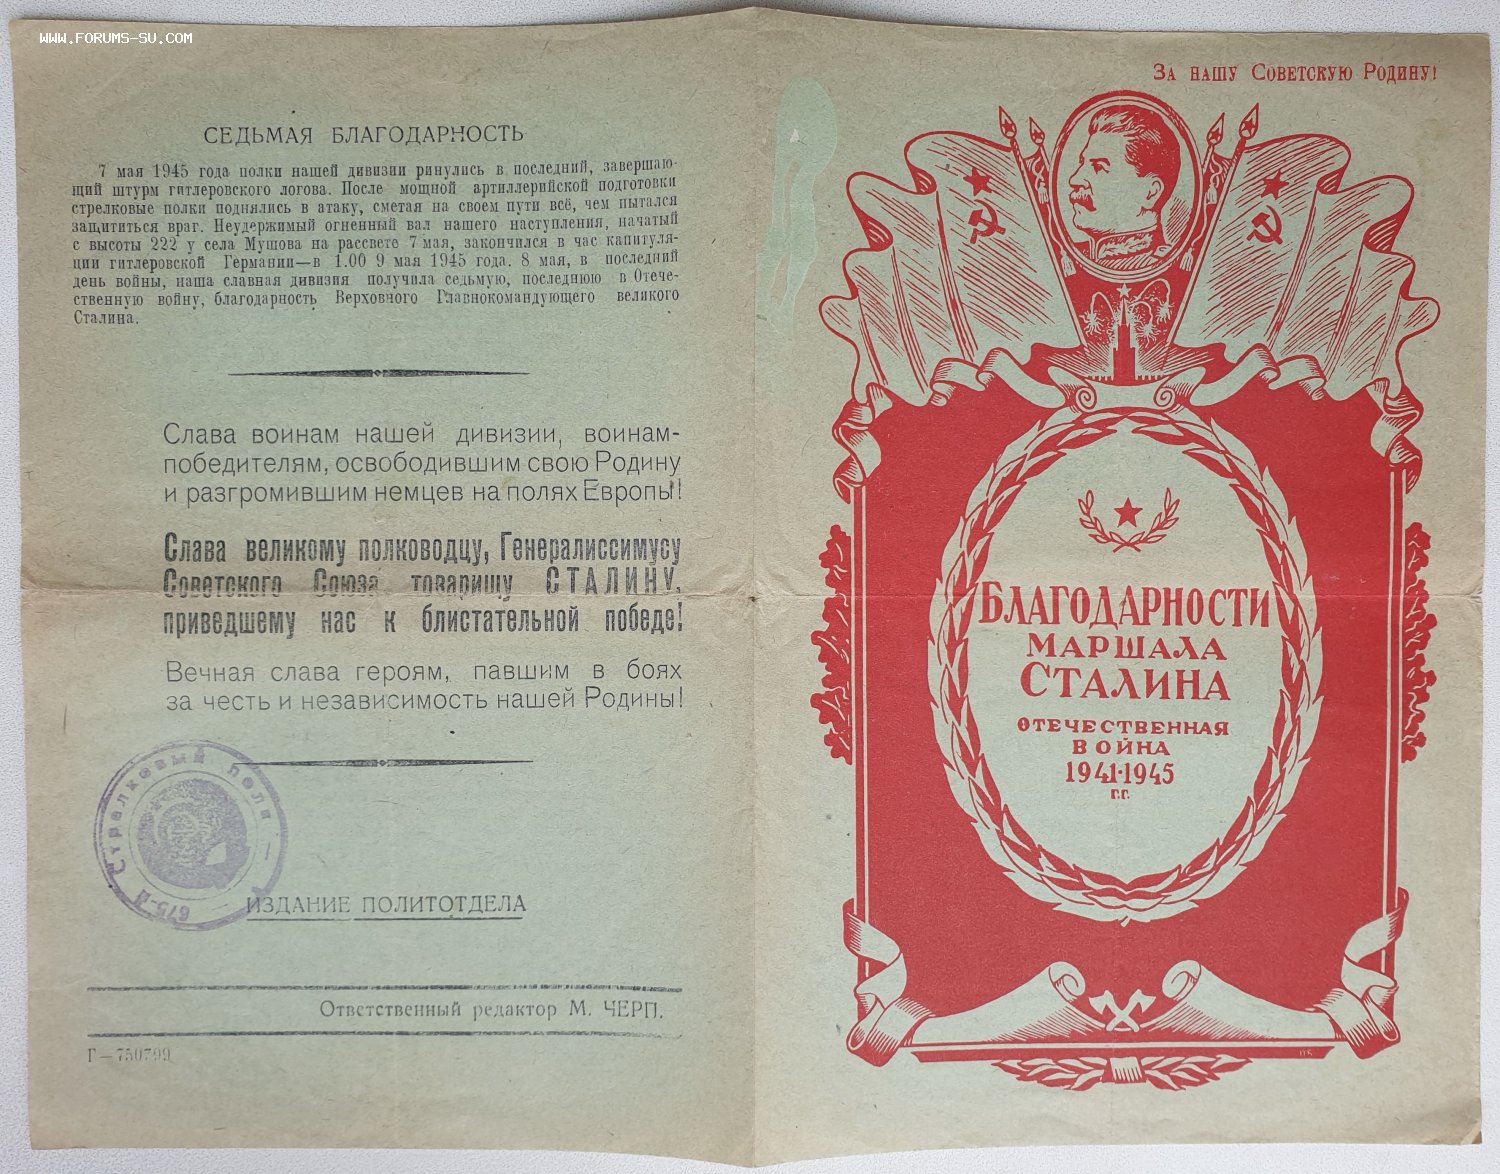 WWW.FORUMS-SU.COM
СЕДЬМАЯ БЛАГОДАРНОСТЬ
7 мая 1945 года полки нашей дивизии ринулись в последний, завершаю-
щий штурм гитлеровского логова. После мощной артиллерийской подготовки
стрелковые полки поднялись в атаку, сметая на своем пути всё, чем пытался
защититься враг. Неудержимый огненный вал нашего наступления, начатый
с высоты 222 у села Мушова на рассвете 7 мая, закончился в час капитуля-
ции гитлеровской Германии—в 1.00 9 мая 1945 года. 8 мая, в последний
день войны, наша славная дивизия получила седьмую, последнюю в Отече-
ственную войну, благодарность Верховного Главнокомандующего великого
Сталина.
Слава воинам нашей дивизии, воинам-
победителям, освободившим свою Родину
и разгромившим немцев на полях Европы!
Слава великому полководцу, Генералиссимусу
Советского Союза товарищу СТАЛИНУ,
приведшему нас к блистательной победе!
Вечная слава героям, павшим в боях
за честь и независимость нашей Родины!
675-й Стрелковый полк
ИЗДАНИЕ ПОЛИТОТДЕЛА
Ответственный редактор М. ЧЕРП.
Г—750799
За нашу Советскую Родину!
БЛАГОДАРНОСТИ
МАРШАЛА
СТАЛИНА
ОТЕЧЕСТВЕННАЯ
ВОЙНА
1941·1945
г.г.